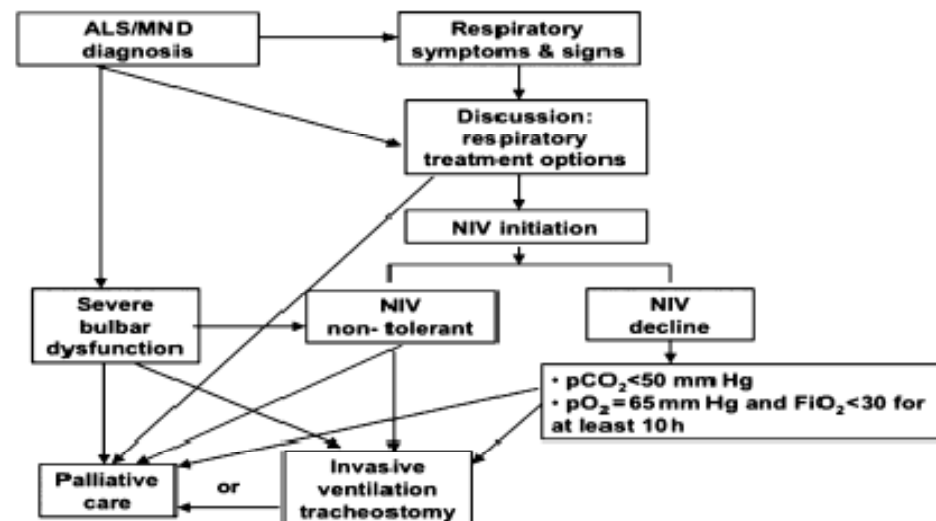 ALS/MND
diagnosis
Respiratory
symptoms & signs
Discussion:
respiratory
treatment options
NIV initiation
Severe
bulbar
dysfunction
NIV
non- tolerant
NIV
decline
· pCO₂<50 mm Hg
· pO₂=65 mm Hg and FiO₂<30 for
at least 10 h
Palliative
care
or
Invasive
ventilation
tracheostomy